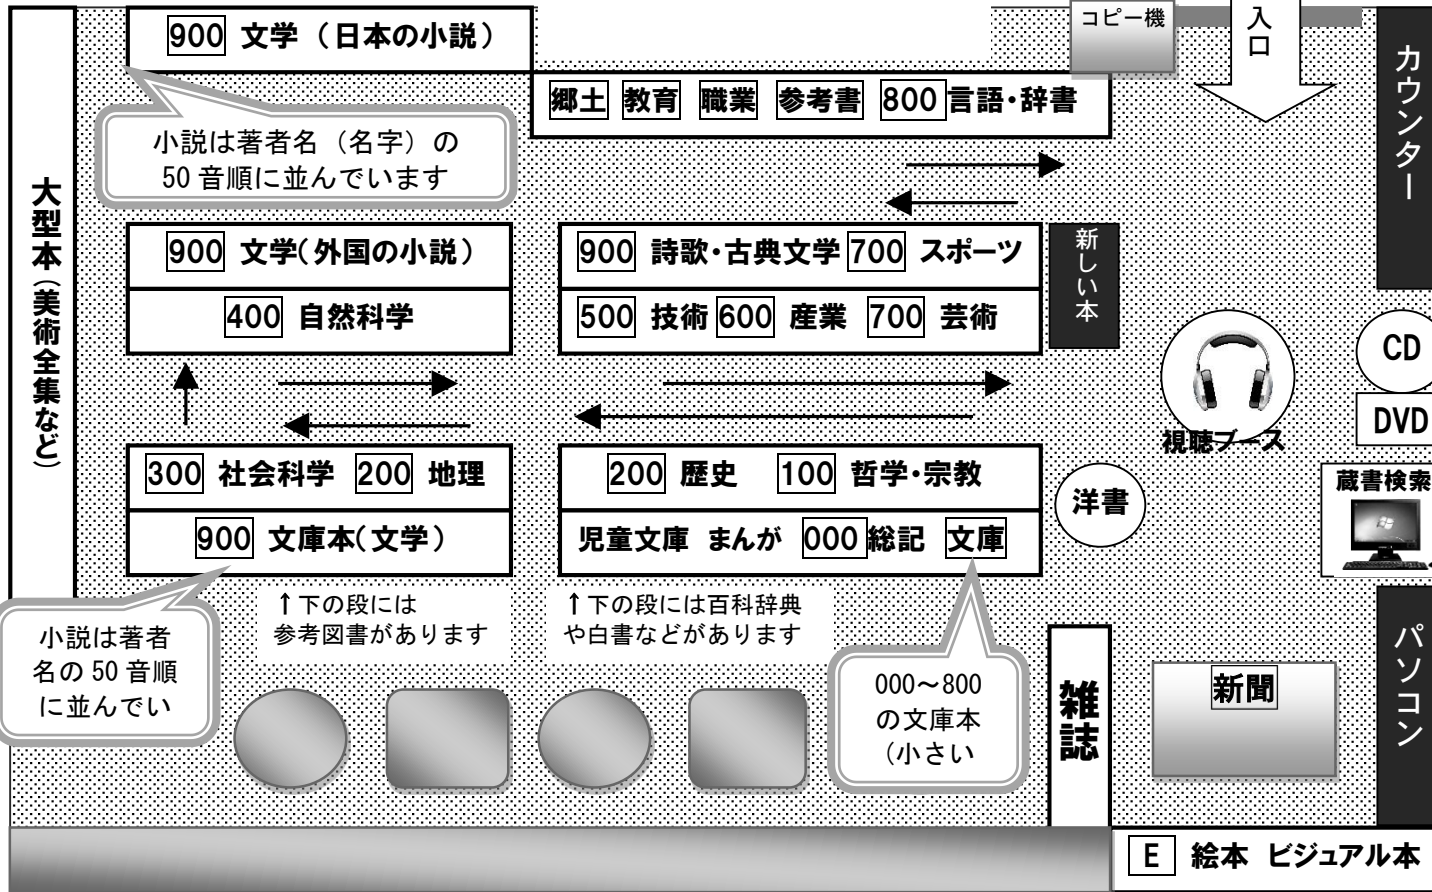 900 文学 (日本の小説)
コピー機
入口
カウンター
郷土 教育 職業 参考書 800 言語・辞書
小説は著者名（名字）の
50 音順に並んでいます
大型本（美術全集など）
900 文学(外国の小説)
400 自然科学
900 詩歌・古典文学 700 スポーツ
500 技術 600 産業 700 芸術
新しい本
CD
DVD
視聴ブース
300 社会科学 200 地理
900 文庫本(文学)
200 歴史 100 哲学・宗教
児童文庫 まんが 000 総記 文庫
洋書
蔵書検索
↑下の段には
参考図書があります
↑下の段には百科辞典
や白書などがあります
小説は著者
名の 50 音順
に並んでい
000～800
の文庫本
（小さい
雑誌
新聞
パソコン
E 絵本 ビジュアル本